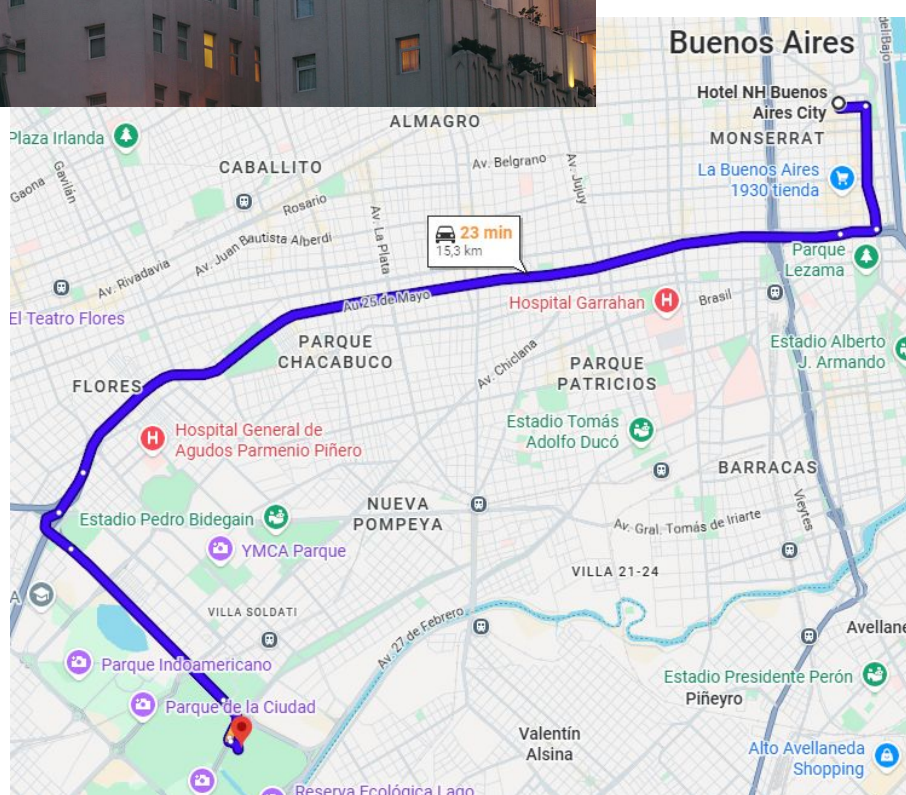 Buenos Aires
delBajo
Hotel NH Buenos
Aires City
ALMAGRO
MONSERRAT
Plaza Irlanda
CABALLITO
Av. Belgrano
Av. Jujuy
La Buenos Aires
1930 tienda
Gaona
Gavilán
Rosario
Av. La Plata
Av. Juan Bautista Alberdi
23 min
15,3 km
Av. Rivadavia
Parque
Lezama
Au 25 de Mayo
Hospital Garrahan
Brasil
El Teatro Flores
PARQUE
CHACABUCO
Av. Chiclana
PARQUE
PATRICIOS
Estadio Alberto
J. Armando
FLORES
Hospital General de
Agudos Parmenio Piñero
Estadio Tomás
Adolfo Ducó
BARRACAS
NUEVA
POMPEYA
Vieytes
Estadio Pedro Bidegain
Av. Gral. Tomás de Iriarte
YMCA Parque
VILLA 21-24
A
VILLA SOLDATI
Av. 27 de Febrero
Avellane
Parque Indoamericano
Estadio Presidente Perón
Piñeyro
Parque de la Ciudad
Valentín
Alsina
Alto Avellaneda
Shopping
Reserva Ecológica Lago